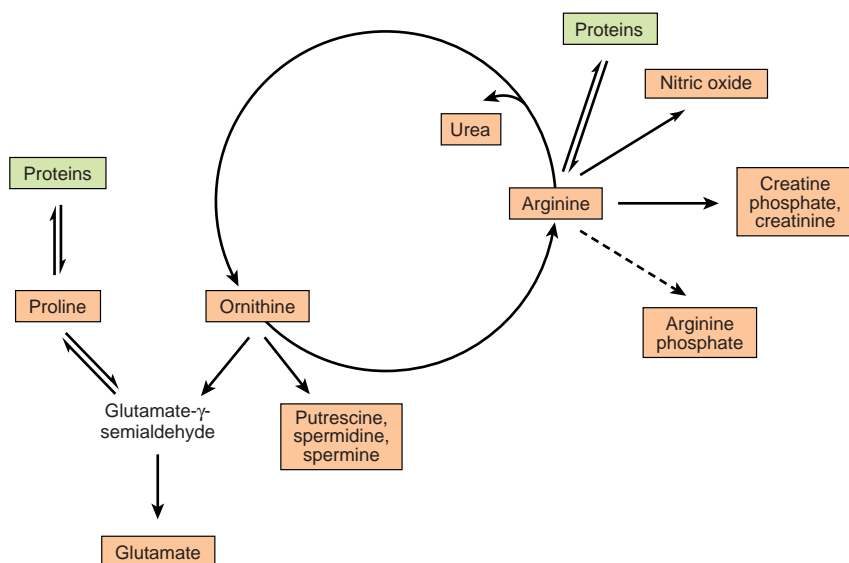 Proteins
Nitric oxide
Urea
Proteins
Arginine
Creatine
phosphate,
creatinine
Proline
Ornithine
Arginine
phosphate
Glutamate-γ-
semialdehyde
Putrescine,
spermidine,
spermine
Glutamate